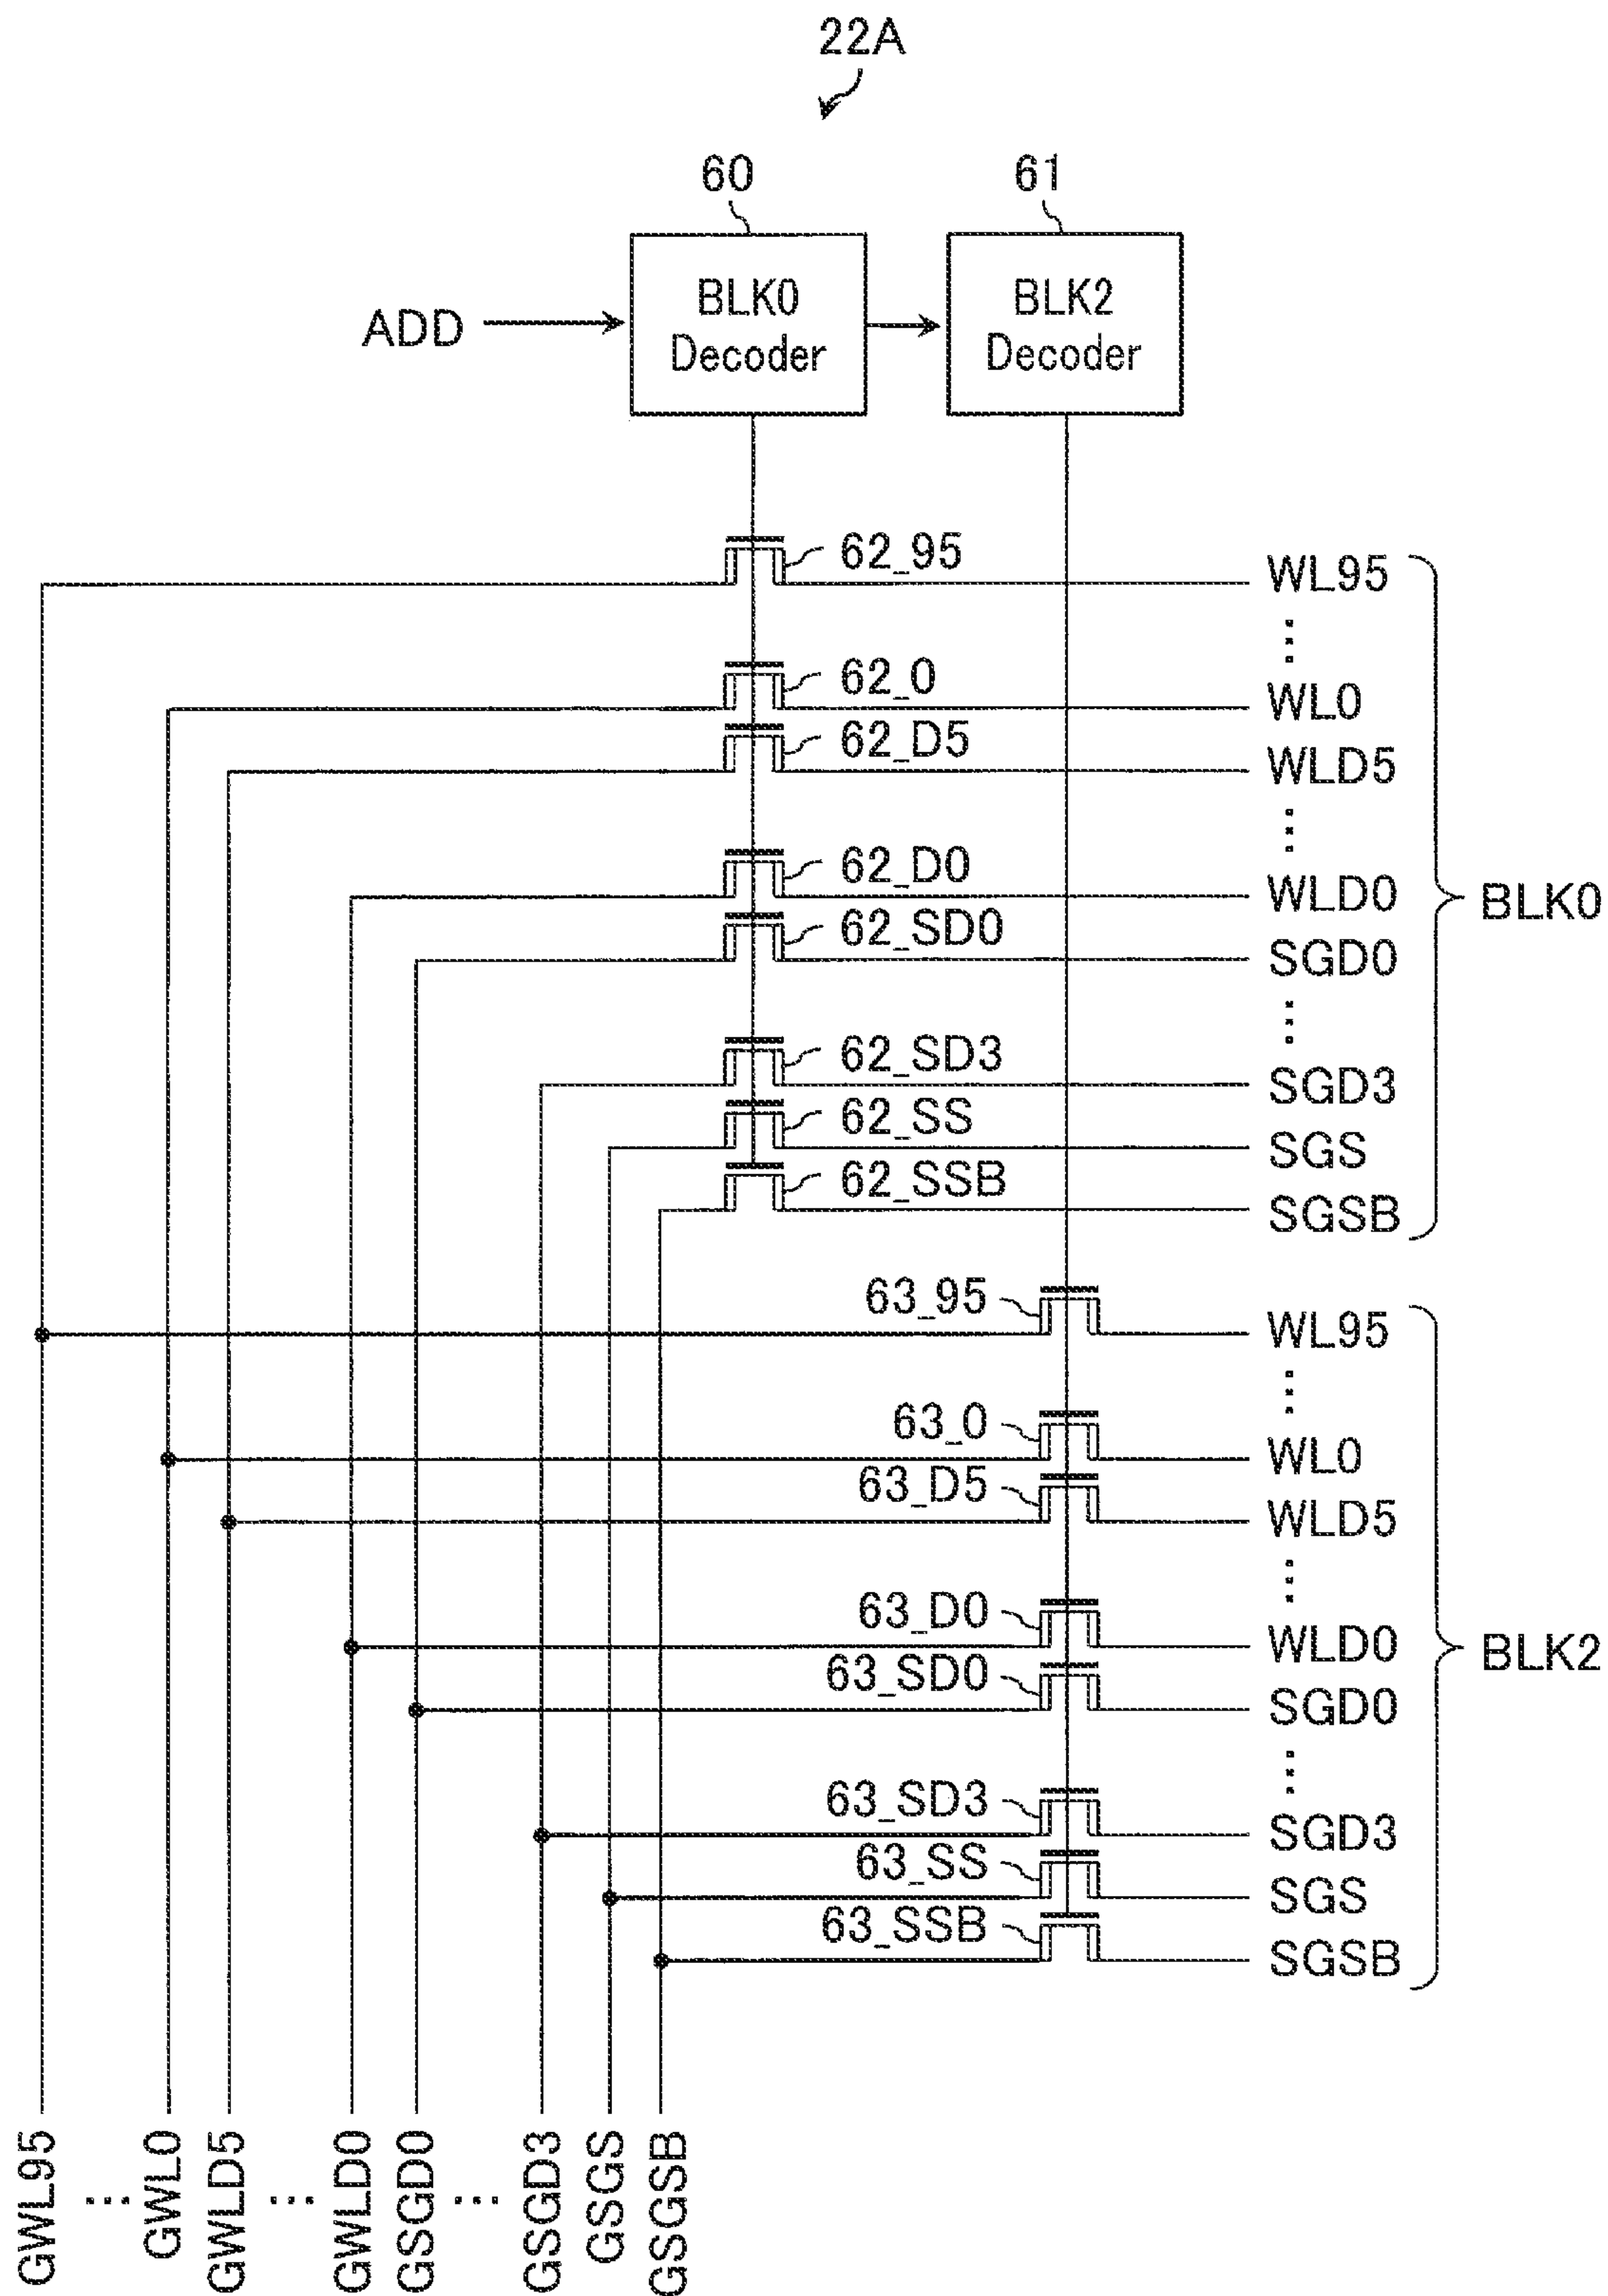 22A
60
61
ADD
BLK0
Decoder
BLK2
Decoder
62_95
WL95
62_0
WL0
62_D5
WLD5
62_D0
WLD0
62_SD0
SGD0
62_SD3
SGD3
62_SS
SGS
62_SSB
SGSB
BLK0
63_95
WL95
63_0
WL0
63_D5
WLD5
63_D0
WLD0
63_SD0
SGD0
63_SD3
SGD3
63_SS
SGS
63_SSB
SGSB
BLK2
GWL95
...
GWL0
GWLD5
...
GWLD0
GSGD0
...
GSGD3
GSGS
GSGSB